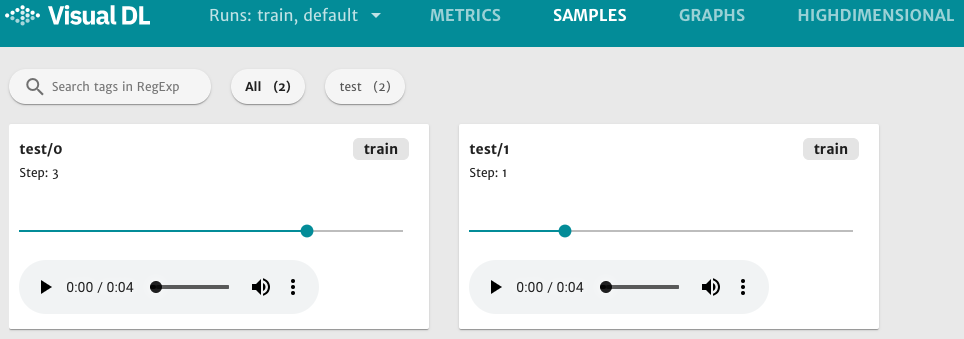 Visual DL Runs: train, default METRICS SAMPLES GRAPHS HIGHDIMENSIONAL
Search tags in RegExp All (2) test (2)
test/0 train
Step: 3
0:00 / 0:04
test/1 train
Step: 1
0:00 / 0:04